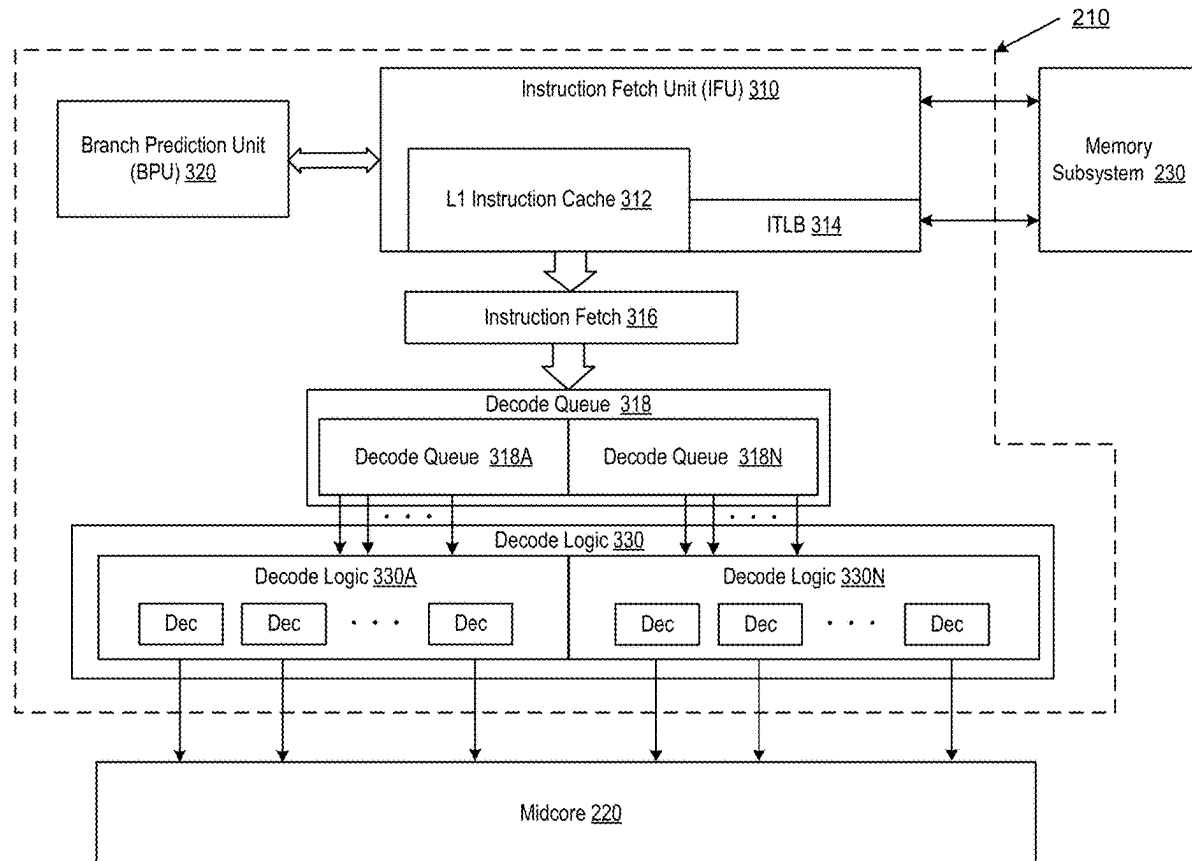 210
Instruction Fetch Unit (IFU) 310
Branch Prediction Unit
(BPU) 320
Memory
Subsystem 230
L1 Instruction Cache 312
ITLB 314
Instruction Fetch 316
Decode Queue 318
Decode Queue 318A
Decode Queue 318N
. . .
. . .
Decode Logic 330
Decode Logic 330A
Decode Logic 330N
Dec
Dec
. . .
Dec
Dec
Dec
. . .
Dec
Midcore 220